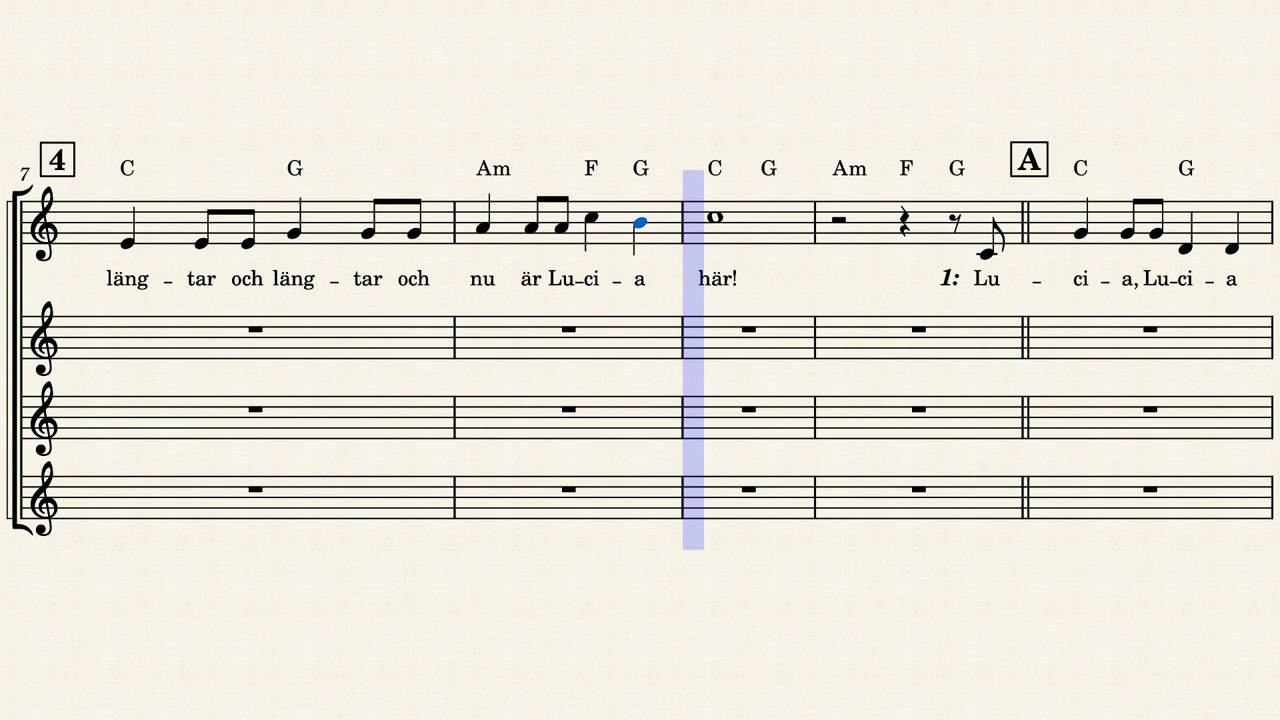 7 4 C G Am F G C G Am F G A C G
läng – tar och läng – tar och nu är Lu – ci – a här! 1: Lu – ci – a, Lu – ci – a